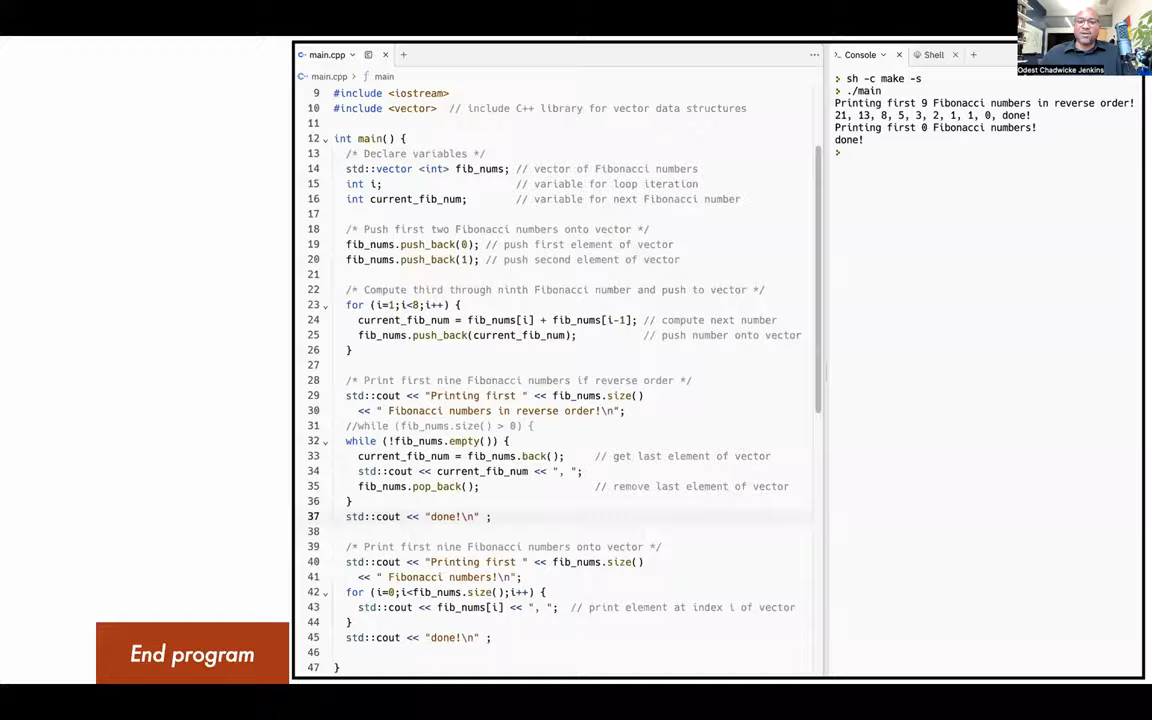 main.cpp
main.cpp > main
9 #include <iostream>
10 #include <vector>  // include C++ library for vector data structures
11
12 int main() {
13   /* Declare variables */
14   std::vector <int> fib_nums; // vector of Fibonacci numbers
15   int i;                      // variable for loop iteration
16   int current_fib_num;        // variable for next Fibonacci number
17
18   /* Push first two Fibonacci numbers onto vector */
19   fib_nums.push_back(0); // push first element of vector
20   fib_nums.push_back(1); // push second element of vector
21
22   /* Compute third through ninth Fibonacci number and push to vector */
23   for (i=1;i<8;i++) {
24     current_fib_num = fib_nums[i] + fib_nums[i-1]; // compute next number
25     fib_nums.push_back(current_fib_num);           // push number onto vector
26   }
27
28   /* Print first nine Fibonacci numbers if reverse order */
29   std::cout << "Printing first " << fib_nums.size()
30     << " Fibonacci numbers in reverse order!\n";
31   //while (fib_nums.size() > 0) {
32   while (!fib_nums.empty()) {
33     current_fib_num = fib_nums.back();     // get last element of vector
34     std::cout << current_fib_num << ", ";
35     fib_nums.pop_back();                   // remove last element of vector
36   }
37   std::cout << "done!\n" ;
38
39   /* Print first nine Fibonacci numbers onto vector */
40   std::cout << "Printing first " << fib_nums.size()
41     << " Fibonacci numbers!\n";
42   for (i=0;i<fib_nums.size();i++) {
43     std::cout << fib_nums[i] << ", ";  // print element at index i of vector
44   }
45   std::cout << "done!\n" ;
46
47 }
Console Shell
> sh -c make -s
> ./main
Printing first 9 Fibonacci numbers in reverse order!
21, 13, 8, 5, 3, 2, 1, 1, 0, done!
Printing first 0 Fibonacci numbers!
done!
>
Odest Chadwicke Jenkins
End program